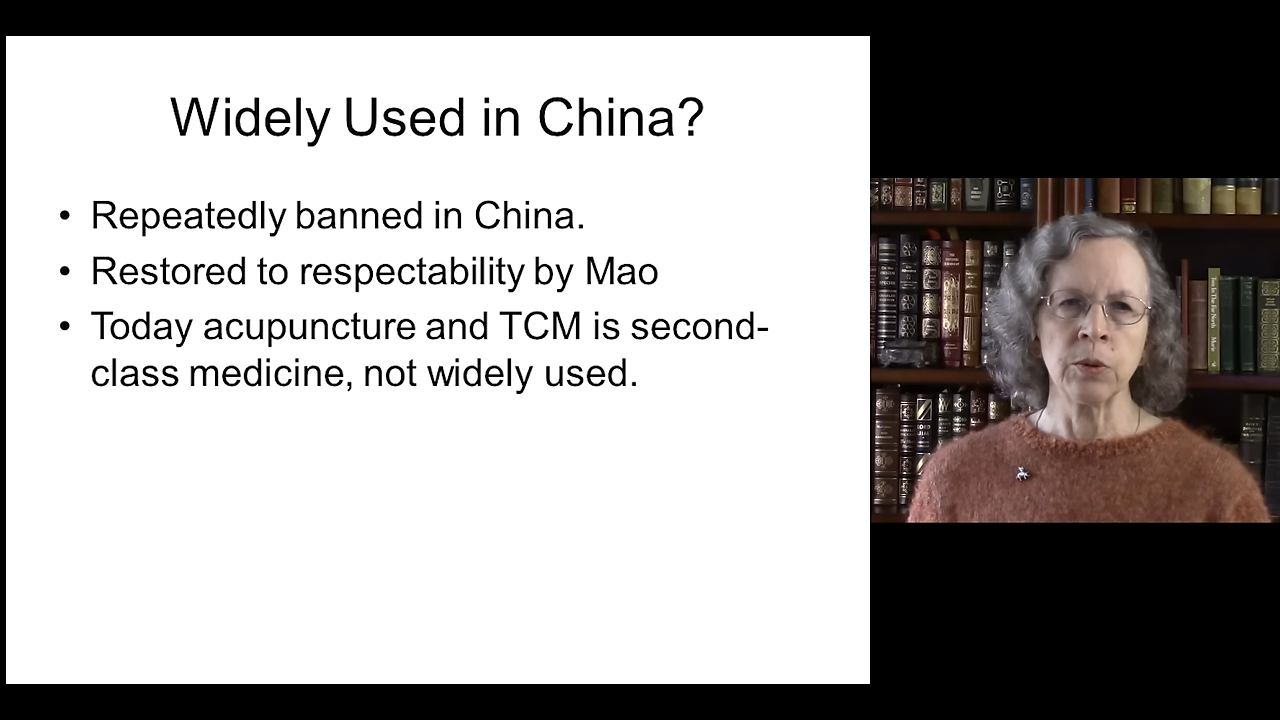 Widely Used in China?
• Repeatedly banned in China.
• Restored to respectability by Mao
• Today acupuncture and TCM is second-
class medicine, not widely used.